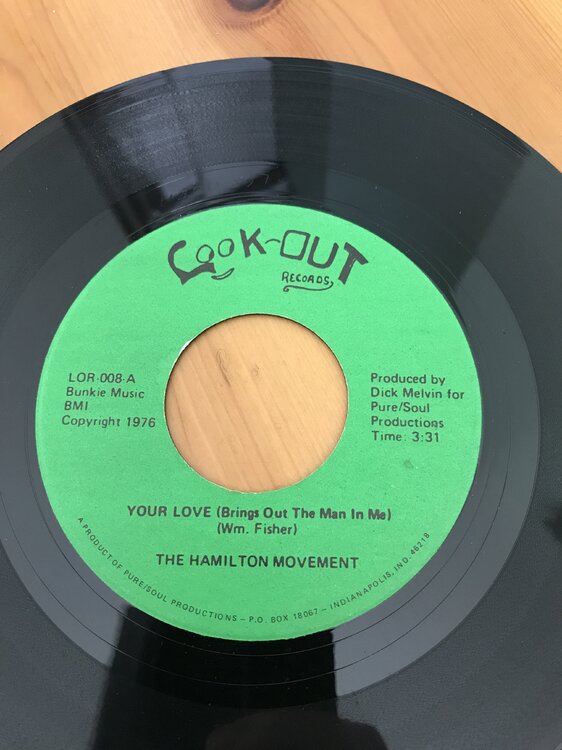 Cook-OUT
RECORDS
LOR-008-A
Bunkie Music
BMI
Copyright 1976
Produced by
Dick Melvin for
Pure/Soul
Productions
Time: 3:31
YOUR LOVE (Brings Out The Man In Me)
(Wm. Fisher)
THE HAMILTON MOVEMENT
A PRODUCT OF PURE/SOUL PRODUCTIONS – P.O. BOX 18067 – INDIANAPOLIS, IND. 46218